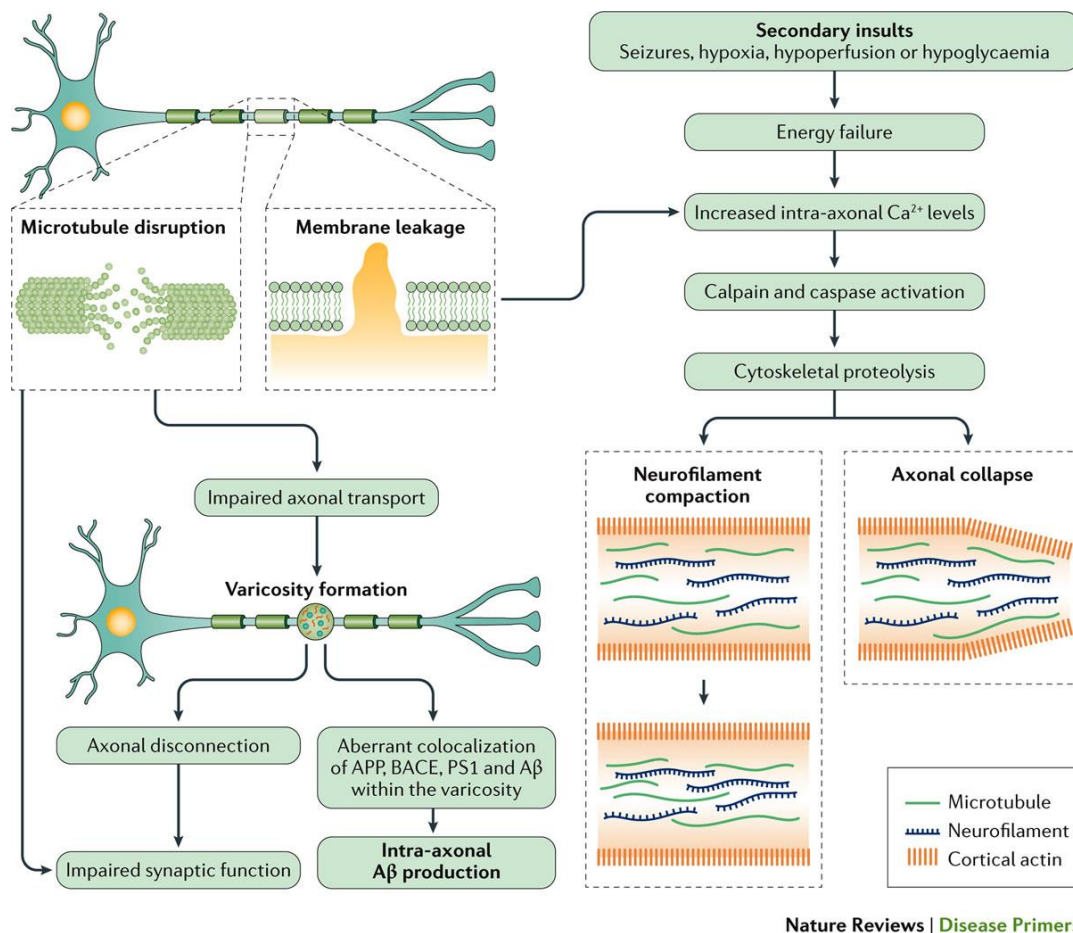 Secondary insults
Seizures, hypoxia, hypoperfusion or hypoglycaemia
Energy failure
Microtubule disruption
Membrane leakage
Increased intra-axonal Ca²⁺ levels
Calpain and caspase activation
Cytoskeletal proteolysis
Impaired axonal transport
Varicosity formation
Axonal disconnection
Aberrant colocalization
of APP, BACE, PS1 and Aβ
within the varicosity
Impaired synaptic function
Intra-axonal
Aβ production
Neurofilament
compaction
Axonal collapse
Microtubule
Neurofilament
Cortical actin
Nature Reviews | Disease Primer